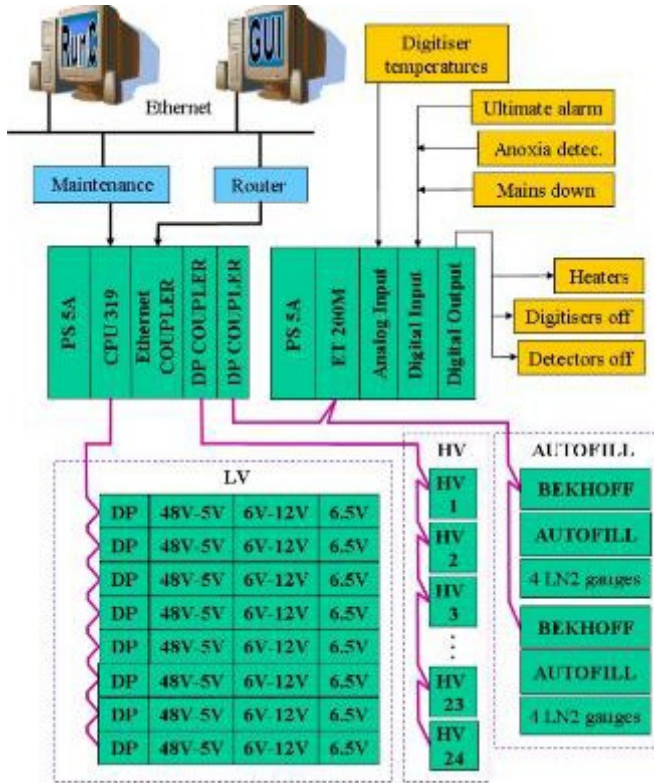 Run C
GUI
Ethernet
Digitiser
temperatures
Ultimate alarm
Anoxia detec.
Mains down
Maintenance
Router
PS 5A
CPU 319
Ethernet
COUPLER
DP COUPLER
DP COUPLER
PS 5A
ET 200M
Analog Input
Digital Input
Digital Output
Heaters
Digitisers off
Detectors off
LV
DP 48V-5V 6V-12V 6.5V
DP 48V-5V 6V-12V 6.5V
DP 48V-5V 6V-12V 6.5V
DP 48V-5V 6V-12V 6.5V
DP 48V-5V 6V-12V 6.5V
DP 48V-5V 6V-12V 6.5V
DP 48V-5V 6V-12V 6.5V
DP 48V-5V 6V-12V 6.5V
HV
HV
1
HV
2
HV
3
HV
23
HV
24
AUTOFILL
BEKHOFF
AUTOFILL
4 LN2 gauges
BEKHOFF
AUTOFILL
4 LN2 gauges